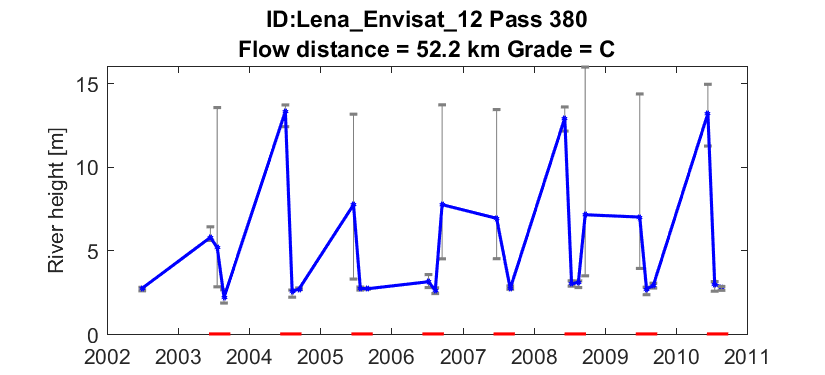 ID:Lena_Envisat_12 Pass 380
Flow distance = 52.2 km Grade = C
River height [m]
15
10
5
0
2002 2003 2004 2005 2006 2007 2008 2009 2010 2011